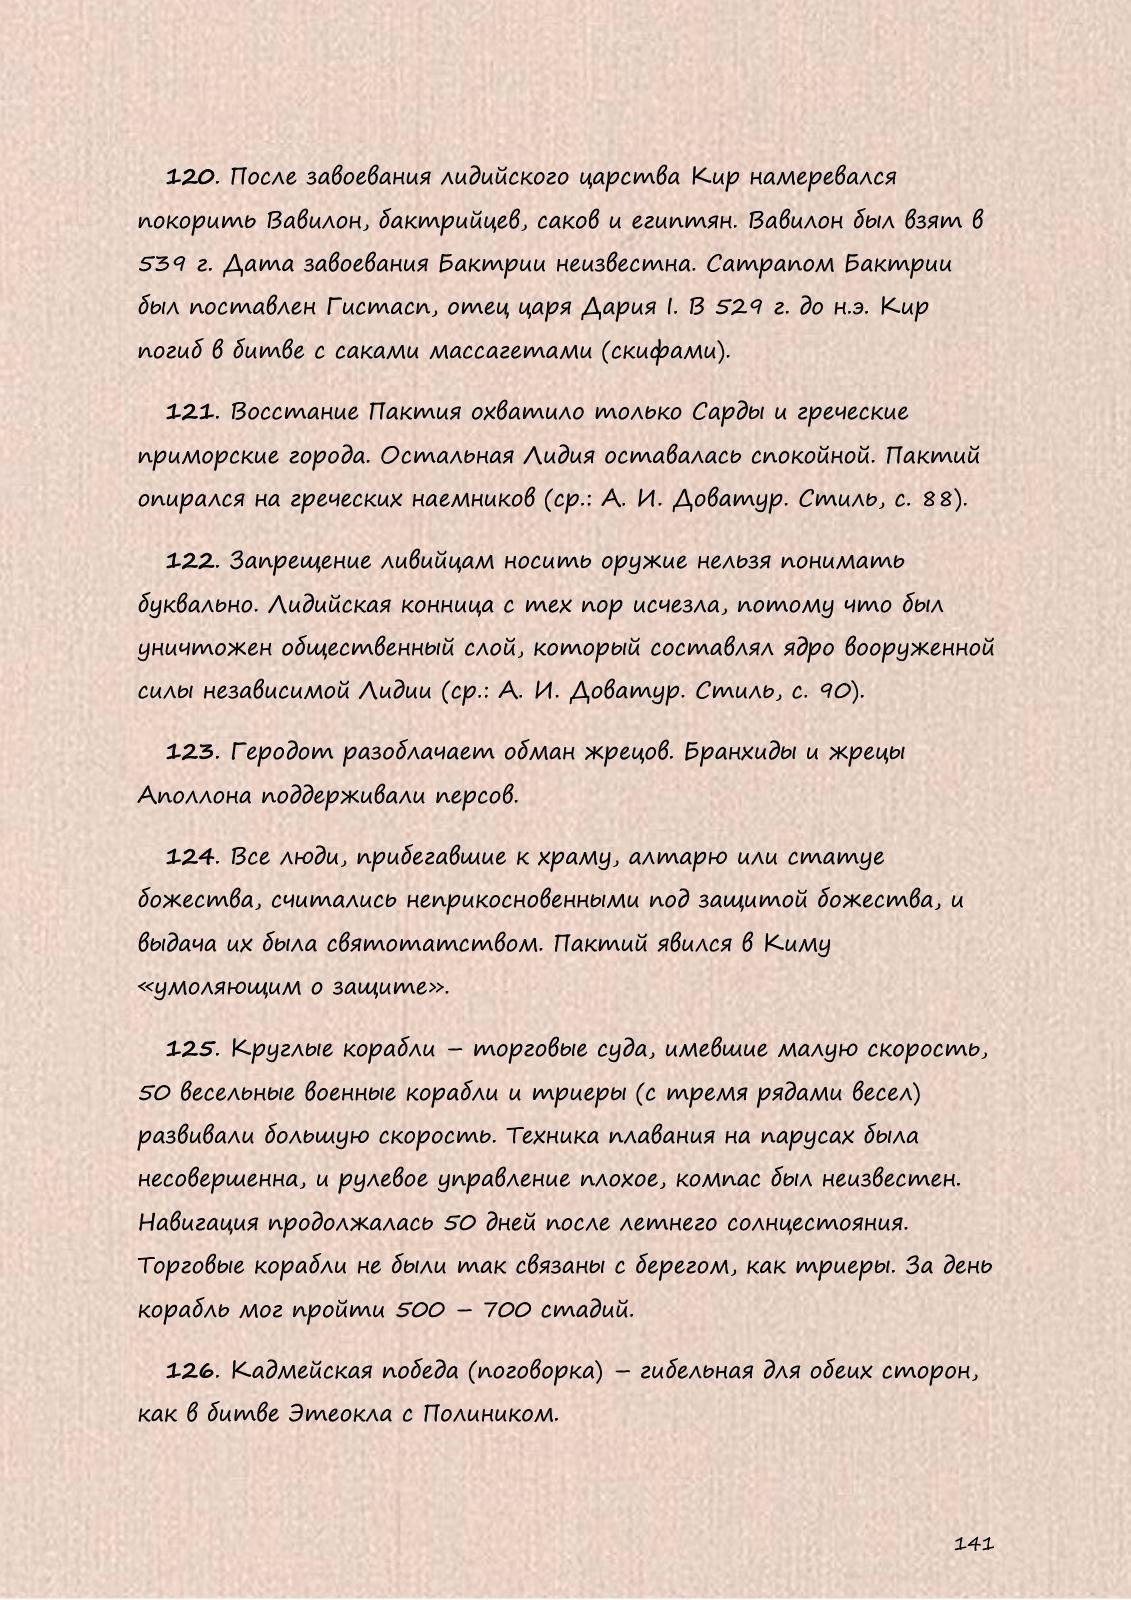 120. После завоевания лидийского царства Кир намеревался
покорить Вавилон, бактрийцев, саков и египтян. Вавилон был взят в
539 г. Дата завоевания Бактрии неизвестна. Сатрапом Бактрии
был поставлен Гистасп, отец царя Дария I. В 529 г. до н.э. Кир
погиб в битве с саками массагетами (скифами).
121. Восстание Пактия охватило только Сарды и греческие
приморские города. Остальная Лидия оставалась спокойной. Пактий
опирался на греческих наемников (ср.: А. И. Доватур. Стиль, с. 88).
122. Запрещение ливийцам носить оружие нельзя понимать
буквально. Лидийская конница с тех пор исчезла, потому что был
уничтожен общественный слой, который составлял ядро вооруженной
силы независимой Лидии (ср.: А. И. Доватур. Стиль, с. 90).
123. Геродот разоблачает обман жрецов. Бранхиды и жрецы
Аполлона поддерживали персов.
124. Все люди, прибегавшие к храму, алтарю или статуе
божества, считались неприкосновенными под защитой божества, и
выдача их была святотатством. Пактий явился в Киму
«умоляющим о защите».
125. Круглые корабли – торговые суда, имевшие малую скорость,
50 весельные военные корабли и триеры (с тремя рядами весел)
развивали большую скорость. Техника плавания на парусах была
несовершенна, и рулевое управление плохое, компас был неизвестен.
Навигация продолжалась 50 дней после летнего солнцестояния.
Торговые корабли не были так связаны с берегом, как триеры. За день
корабль мог пройти 500 – 700 стадий.
126. Кадмейская победа (поговорка) – гибельная для обеих сторон,
как в битве Этеокла с Полиником.
141